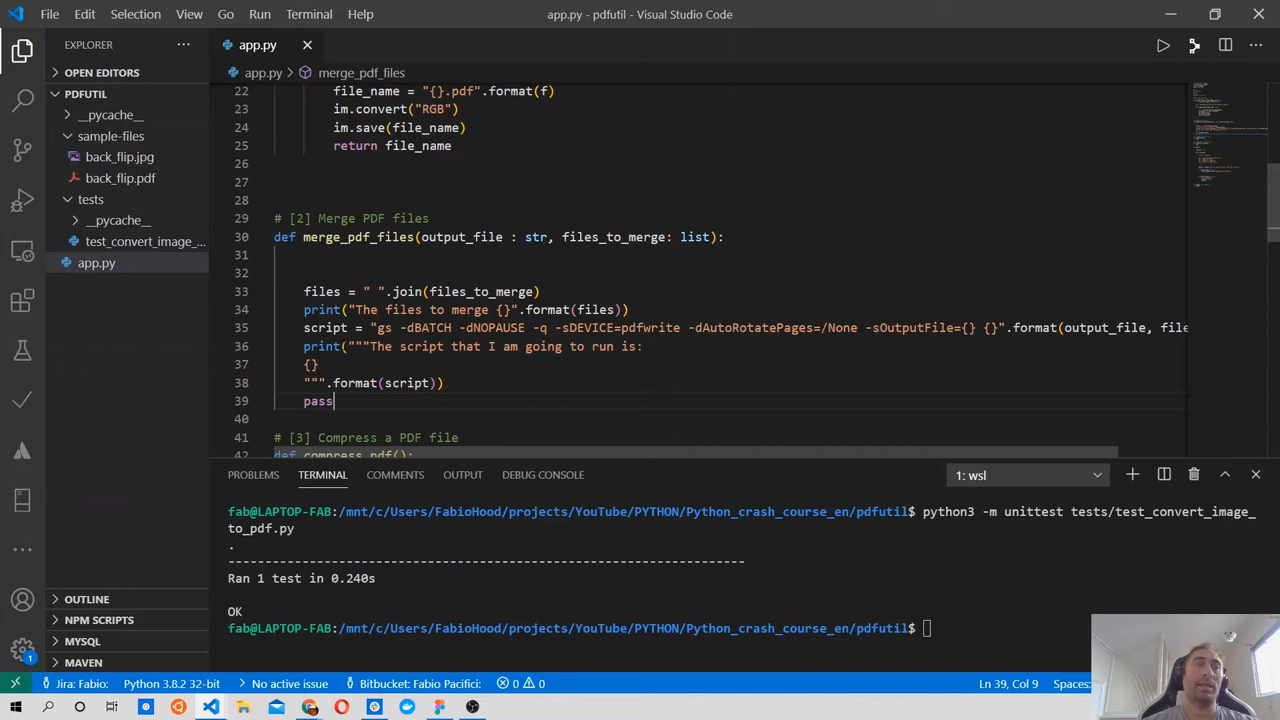 File Edit Selection View Go Run Terminal Help app.py - pdfutil - Visual Studio Code
EXPLORER
app.py
OPEN EDITORS
app.py > merge_pdf_files
PDFUTIL
__pycache__
sample-files
back_flip.jpg
back_flip.pdf
tests
__pycache__
test_convert_image_...
app.py
OUTLINE
NPM SCRIPTS
MYSQL
MAVEN
22 file_name = "{}.pdf".format(f)
23 im.convert("RGB")
24 im.save(file_name)
25 return file_name
26
27
28
29 # [2] Merge PDF files
30 def merge_pdf_files(output_file : str, files_to_merge: list):
31
32
33 files = " ".join(files_to_merge)
34 print("The files to merge {}".format(files))
35 script = "gs -dBATCH -dNOPAUSE -q -sDEVICE=pdfwrite -dAutoRotatePages=/None -sOutputFile={} {}".format(output_file, file
36 print("""The script that I am going to run is:
37 {}
38 """.format(script))
39 pass
40
41 # [3] Compress a PDF file
42 def compress_pdf():
PROBLEMS TERMINAL COMMENTS OUTPUT DEBUG CONSOLE 1: wsl
fab@LAPTOP-FAB:/mnt/c/Users/FabioHood/projects/YouTube/PYTHON/Python_crash_course_en/pdfutil$ python3 -m unittest tests/test_convert_image_
to_pdf.py
.
----------------------------------------------------------------------
Ran 1 test in 0.240s
OK
fab@LAPTOP-FAB:/mnt/c/Users/FabioHood/projects/YouTube/PYTHON/Python_crash_course_en/pdfutil$
1
Jira: Fabio: Python 3.8.2 32-bit No active issue Bitbucket: Fabio Pacifici: 0 0 Ln 39, Col 9 Spaces: